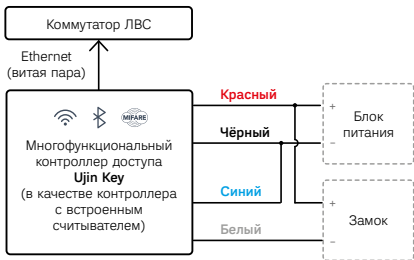 Коммутатор ЛВС
Ethernet
(витая пара)
MIFARE
Многофункциональный
контроллер доступа
Ujin Key
(в качестве контроллера
с встроенным
считывателем)
Красный
Чёрный
Синий
Белый
+
Блок
питания
−
+
Замок
−